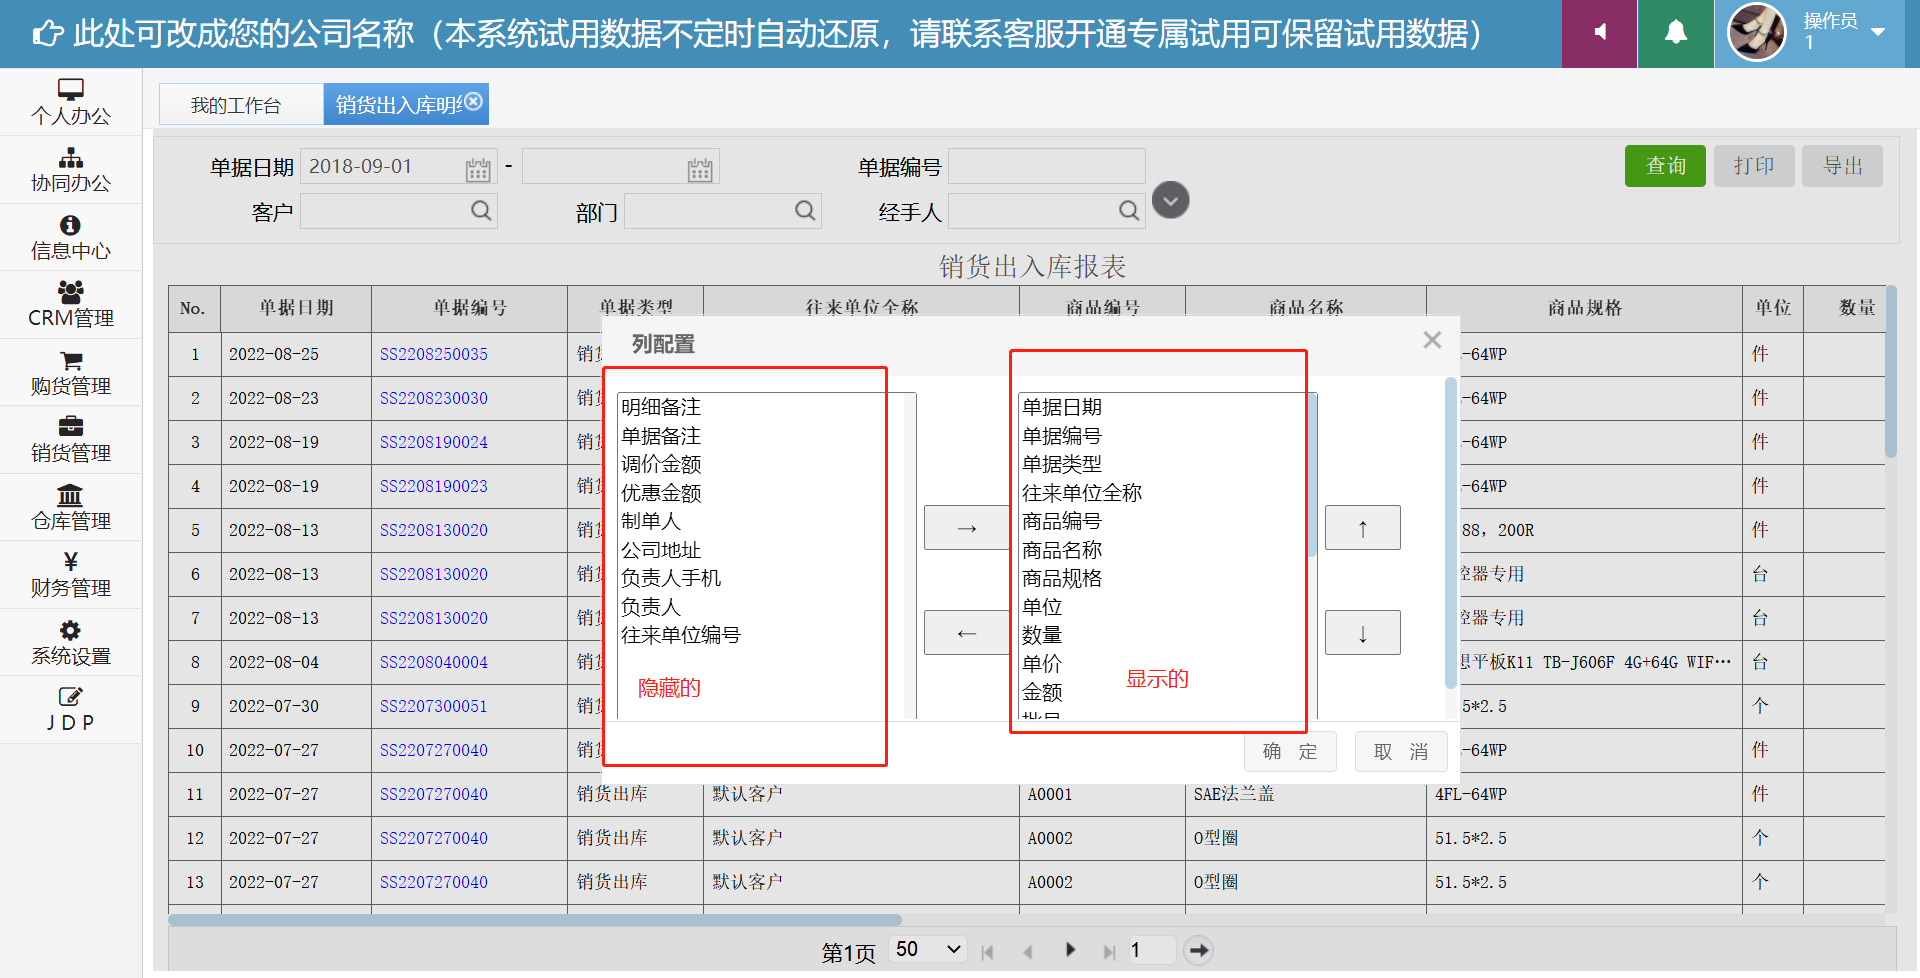 此处可改成您的公司名称（本系统试用数据不定时自动还原，请联系客服开通专属试用可保留试用数据）
操作员
1
个人办公
协同办公
信息中心
CRM管理
购货管理
销货管理
仓库管理
财务管理
系统设置
J D P
我的工作台
销货出入库明
单据日期 2018-09-01 - 单据编号
查询 打印 导出
客户 部门 经手人
销货出入库报表
No. 单据日期 单据编号 单据类型 往来单位全称 商品编号 商品名称 商品规格 单位 数量
1 2022-08-25 SS2208250035 销货 -64WP 件
2 2022-08-23 SS2208230030 销货 -64WP 件
3 2022-08-19 SS2208190024 销货 -64WP 件
4 2022-08-19 SS2208190023 销货 -64WP 件
5 2022-08-13 SS2208130020 销货 88, 200R 件
6 2022-08-13 SS2208130020 销货 控器专用 台
7 2022-08-13 SS2208130020 销货 控器专用 台
8 2022-08-04 SS2208040004 销货 想平板K11 TB-J606F 4G+64G WIF… 台
9 2022-07-30 SS2207300051 销货 5*2.5 个
10 2022-07-27 SS2207270040 销货 -64WP 件
11 2022-07-27 SS2207270040 销货出库 默认客户 A0001 SAE法兰盖 4FL-64WP 件
12 2022-07-27 SS2207270040 销货出库 默认客户 A0002 O型圈 51.5*2.5 个
13 2022-07-27 SS2207270040 销货出库 默认客户 A0002 O型圈 51.5*2.5 个
列配置
明细备注
单据备注
调价金额
优惠金额
制单人
公司地址
负责人手机
负责人
往来单位编号
隐藏的
→
←
单据日期
单据编号
单据类型
往来单位全称
商品编号
商品名称
商品规格
单位
数量
单价
金额
批号
显示的
↑
↓
确 定 取 消
第1页 50 1